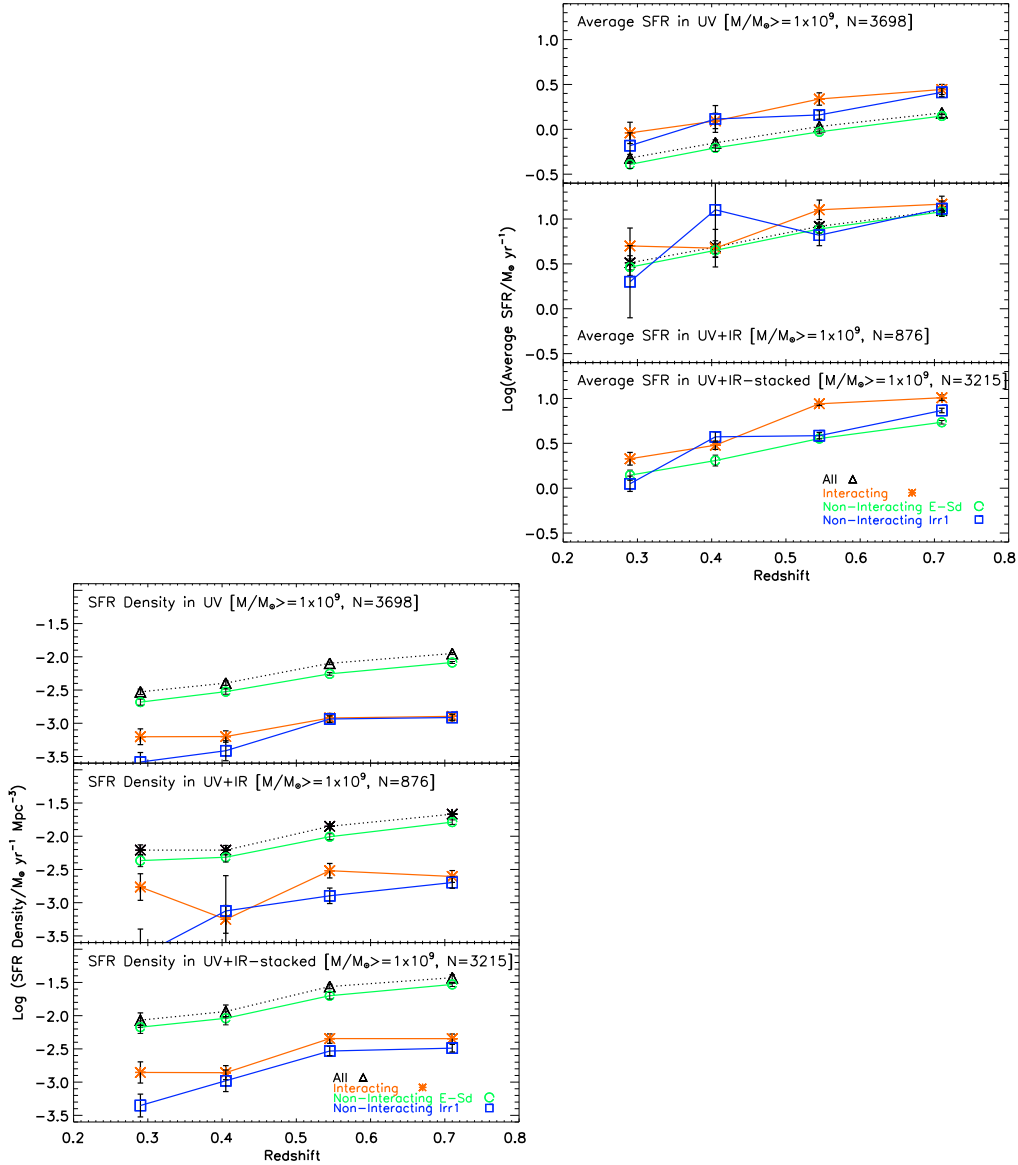 Average SFR in UV [M/M⊙>=1x10⁹, N=3698]
1.0
0.5
0.0
−0.5
1.0
0.5
0.0
−0.5
Average SFR in UV+IR [M/M⊙>=1x10⁹, N=876]
Log(Average SFR/M⊙ yr⁻¹)
Average SFR in UV+IR−stacked [M/M⊙>=1x10⁹, N=3215]
1.0
0.5
0.0
−0.5
All
Interacting
Non−Interacting E−Sd
Non−Interacting Irr1
0.2 0.3 0.4 0.5 0.6 0.7 0.8
Redshift
SFR Density in UV [M/M⊙>=1x10⁹, N=3698]
−1.5
−2.0
−2.5
−3.0
−3.5
SFR Density in UV+IR [M/M⊙>=1x10⁹, N=876]
−1.5
−2.0
−2.5
−3.0
−3.5
Log (SFR Density/M⊙ yr⁻¹ Mpc⁻³)
SFR Density in UV+IR−stacked [M/M⊙>=1x10⁹, N=3215]
−1.5
−2.0
−2.5
−3.0
−3.5
All
Interacting
Non−Interacting E−Sd
Non−Interacting Irr1
0.2 0.3 0.4 0.5 0.6 0.7 0.8
Redshift